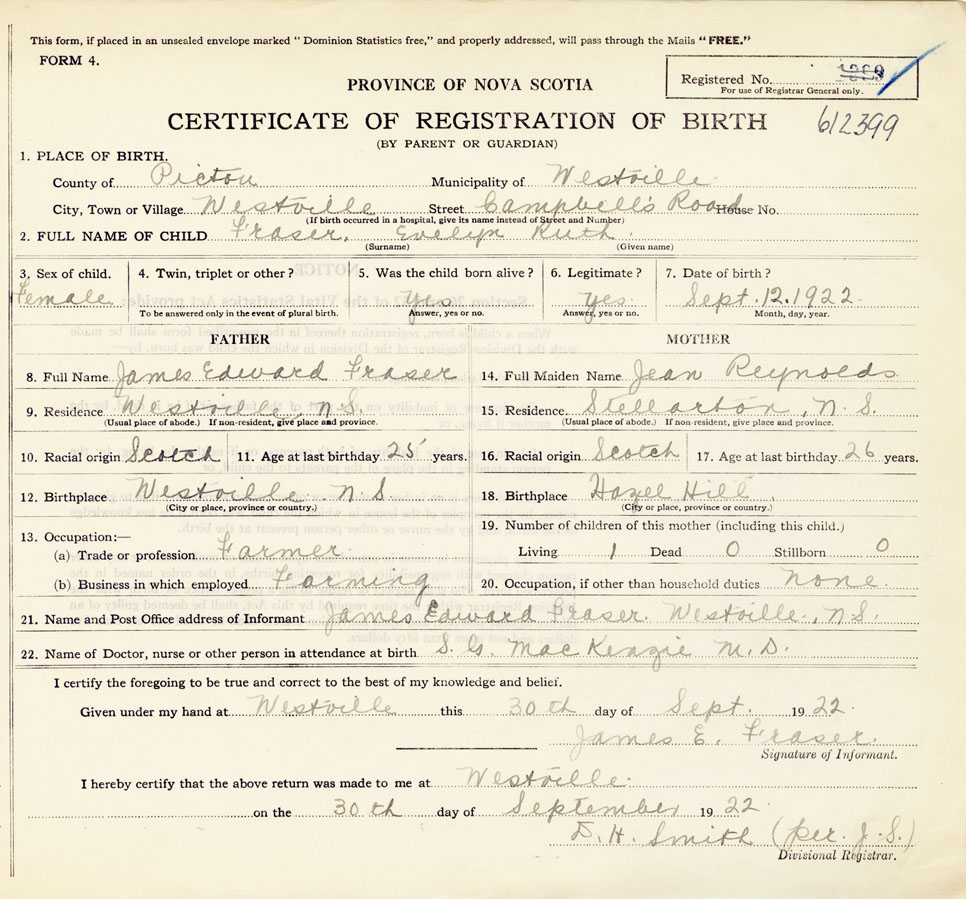 This form, if placed in an unsealed envelope marked "Dominion Statistics free," and properly addressed, will pass through the Mails "FREE."
FORM 4.
Registered No.
For use of Registrar General only.
PROVINCE OF NOVA SCOTIA
CERTIFICATE OF REGISTRATION OF BIRTH 612399
(BY PARENT OR GUARDIAN)
1. PLACE OF BIRTH.
County of Pictou Municipality of Westville
City, Town or Village Westville Street Campbell's Road House No.
(If birth occurred in a hospital, give its name instead of Street and Number)
2. FULL NAME OF CHILD Fraser, Evelyn Ruth.
(Surname) (Given name)
3. Sex of child. 4. Twin, triplet or other? 5. Was the child born alive? 6. Legitimate? 7. Date of birth?
Female yes yes. Sept. 12. 1922.
To be answered only in the event of plural birth. Answer, yes or no. Answer, yes or no. Month, day, year.
FATHER MOTHER
8. Full Name James Edward Fraser 14. Full Maiden Name Jean Reynolds
9. Residence Westville, N.S. 15. Residence. Stellarton, N.S.
(Usual place of abode.) If non-resident, give place and province. (Usual place of abode.) If non-resident, give place and province.
10. Racial origin Scotch 11. Age at last birthday 25 years. 16. Racial origin Scotch 17. Age at last birthday 26 years.
12. Birthplace Westville N.S. 18. Birthplace Hazel Hill
(City or place, province or country.) (City or place, province or country.)
13. Occupation:— 19. Number of children of this mother (including this child.)
(a) Trade or profession Farmer Living 1 Dead 0 Stillborn 0
(b) Business in which employed Farming 20. Occupation, if other than household duties none.
21. Name and Post Office address of Informant James Edward Fraser. Westville., N.S.
22. Name of Doctor, nurse or other person in attendance at birth S. G. MacKenzie M.D.
I certify the foregoing to be true and correct to the best of my knowledge and belief.
Given under my hand at Westville this 30th day of Sept. 1922.
James E. Fraser.
Signature of Informant.
I hereby certify that the above return was made to me at Westville.
on the 30th day of September 1922
D. H. Smith (per. J. S.)
Divisional Registrar.